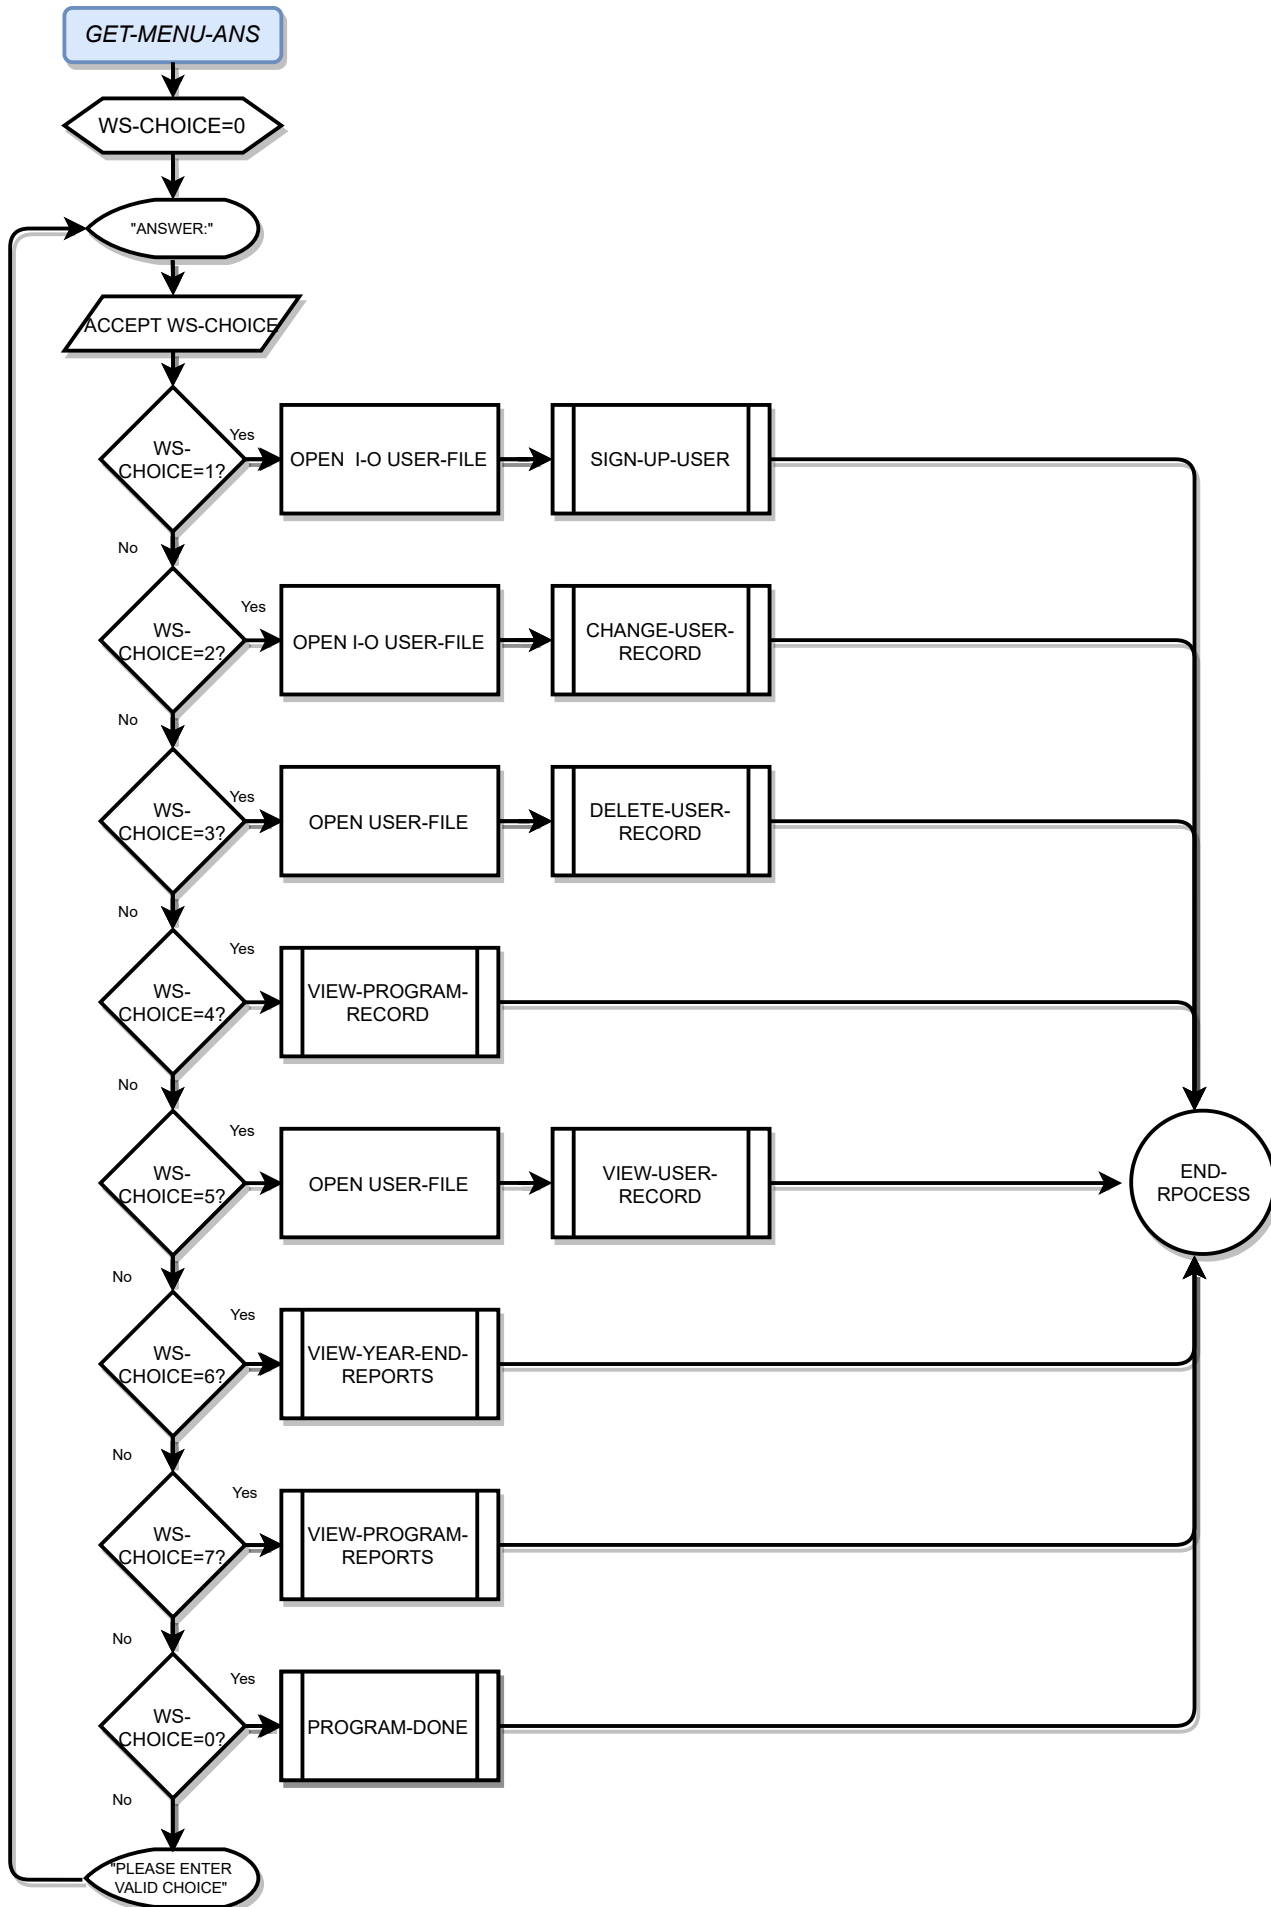 GET-MENU-ANS
WS-CHOICE=0
"ANSWER:"
ACCEPT WS-CHOICE
WS-
CHOICE=1?
Yes
OPEN I-O USER-FILE
SIGN-UP-USER
No
WS-
CHOICE=2?
Yes
OPEN I-O USER-FILE
CHANGE-USER-
RECORD
No
WS-
CHOICE=3?
Yes
OPEN USER-FILE
DELETE-USER-
RECORD
No
WS-
CHOICE=4?
Yes
VIEW-PROGRAM-
RECORD
No
WS-
CHOICE=5?
Yes
OPEN USER-FILE
VIEW-USER-
RECORD
END-
RPOCESS
No
WS-
CHOICE=6?
Yes
VIEW-YEAR-END-
REPORTS
No
WS-
CHOICE=7?
Yes
VIEW-PROGRAM-
REPORTS
No
WS-
CHOICE=0?
Yes
PROGRAM-DONE
No
"PLEASE ENTER
VALID CHOICE"